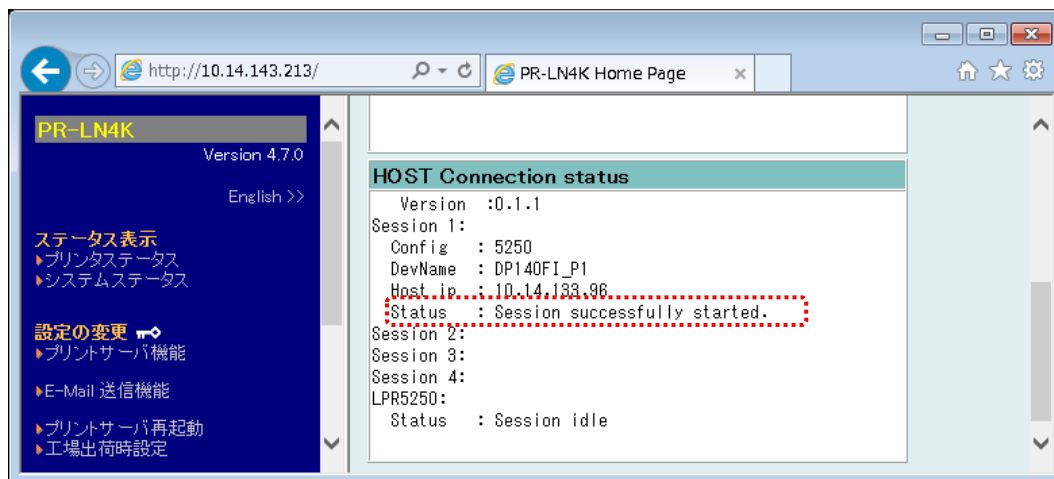 http://10.14.143.213/
PR-LN4K Home Page
PR-LN4K
Version 4.7.0
English >>
ステータス表示
プリンタステータス
システムステータス
設定の変更
プリントサーバ機能
E-Mail 送信機能
プリントサーバ再起動
工場出荷時設定
HOST Connection status
Version :0.1.1
Session 1:
Config : 5250
DevName : DP140FI_P1
Host ip : 10.14.133.96
Status : Session successfully started.
Session 2:
Session 3:
Session 4:
LPR5250:
Status : Session idle